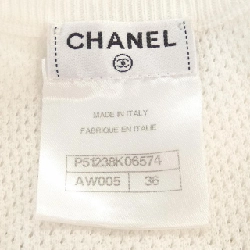 CHANEL
MADE IN ITALY
FABRIQUE EN ITALIE
P51238K06574
AW005 36